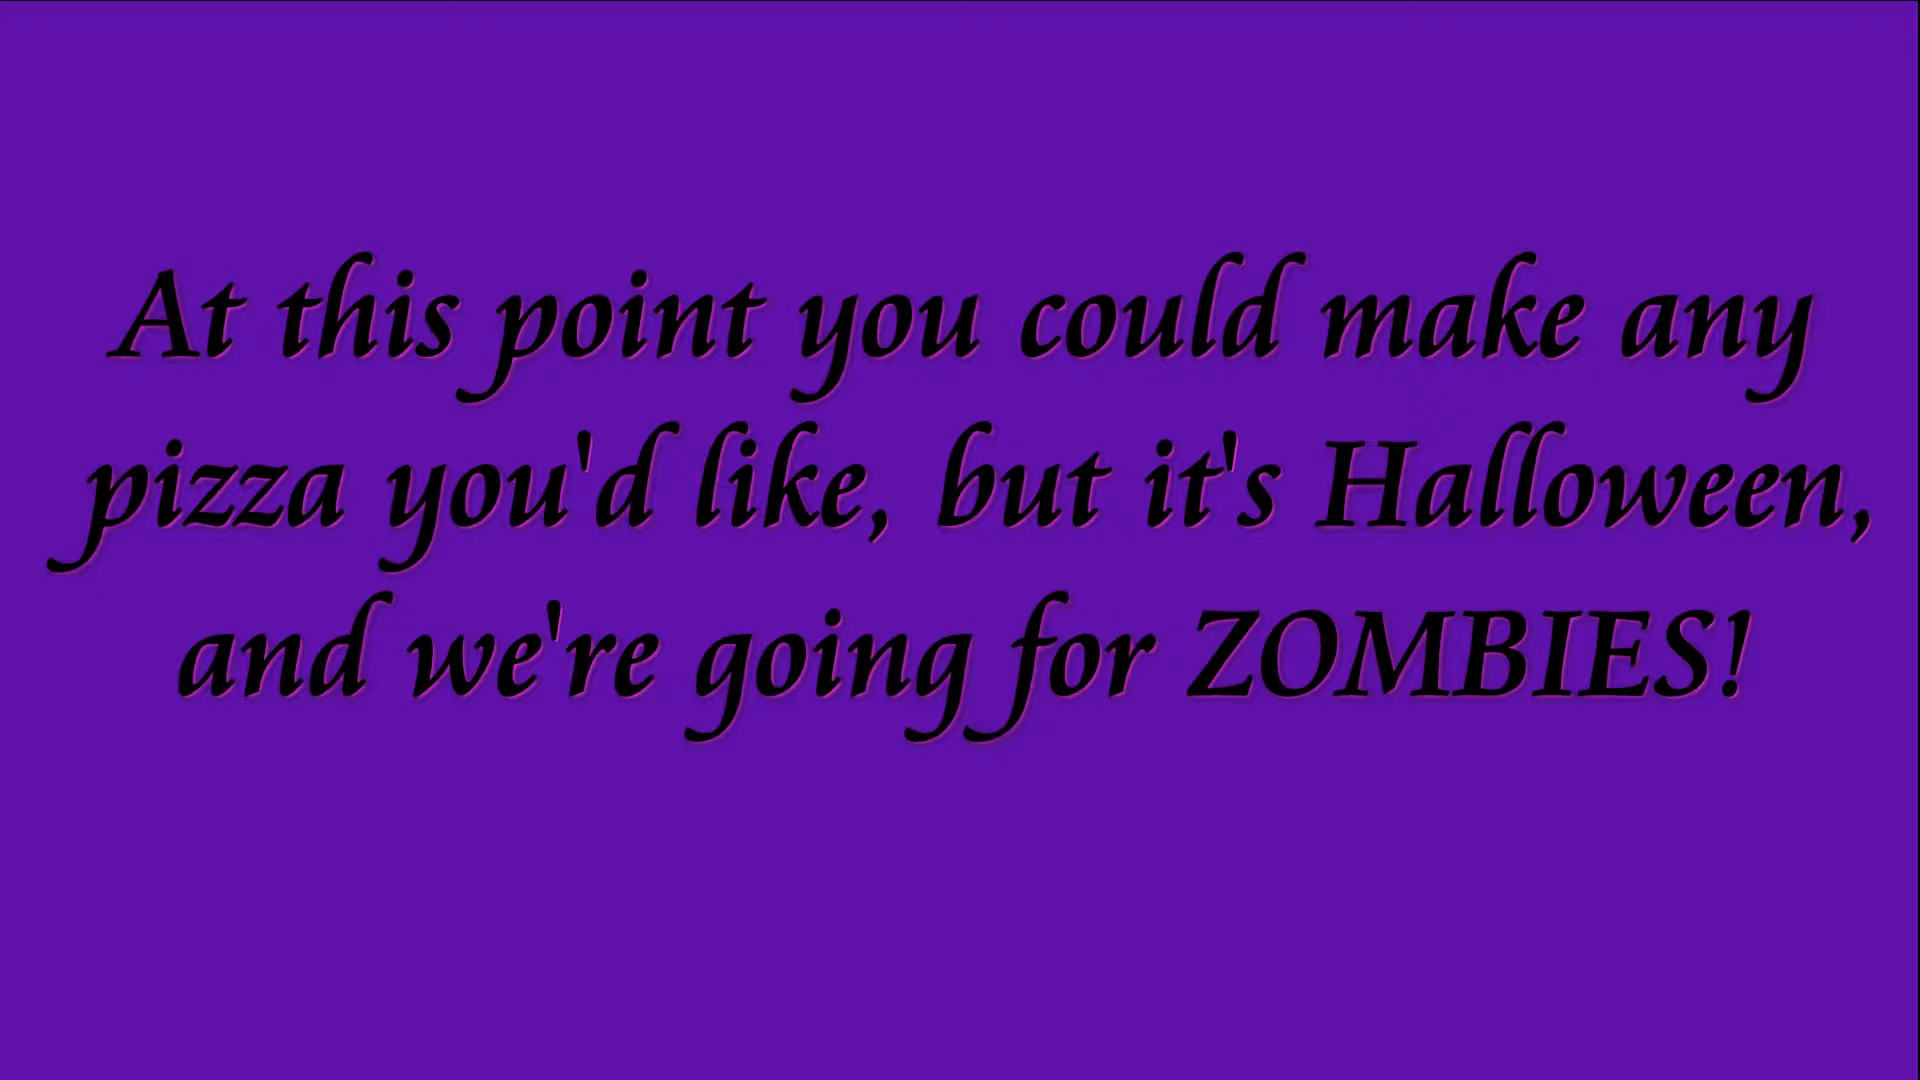 At this point you could make any
pizza you'd like, but it's Halloween,
and we're going for ZOMBIES!